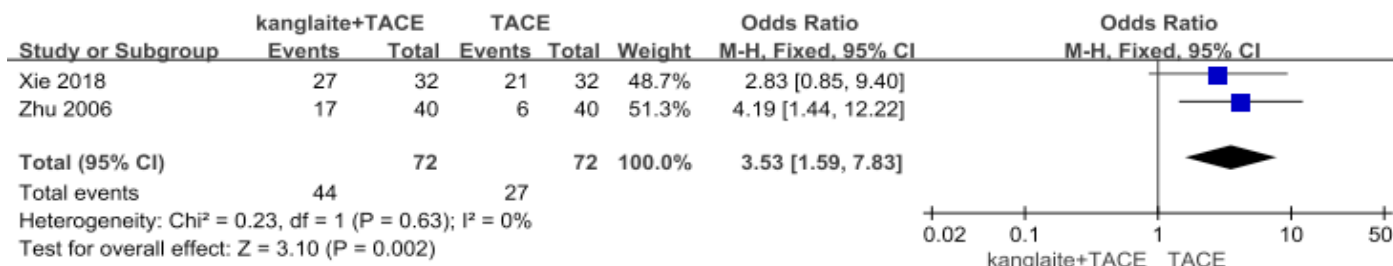 kanglaite+TACE TACE Odds Ratio Odds Ratio
Study or Subgroup Events Total Events Total Weight M-H, Fixed, 95% CI M-H, Fixed, 95% CI
Xie 2018 27 32 21 32 48.7% 2.83 [0.85, 9.40]
Zhu 2006 17 40 6 40 51.3% 4.19 [1.44, 12.22]
Total (95% CI) 72 72 100.0% 3.53 [1.59, 7.83]
Total events 44 27
Heterogeneity: Chi² = 0.23, df = 1 (P = 0.63); I² = 0%
Test for overall effect: Z = 3.10 (P = 0.002)
0.02 0.1 1 10 50
kanglaite+TACE TACE